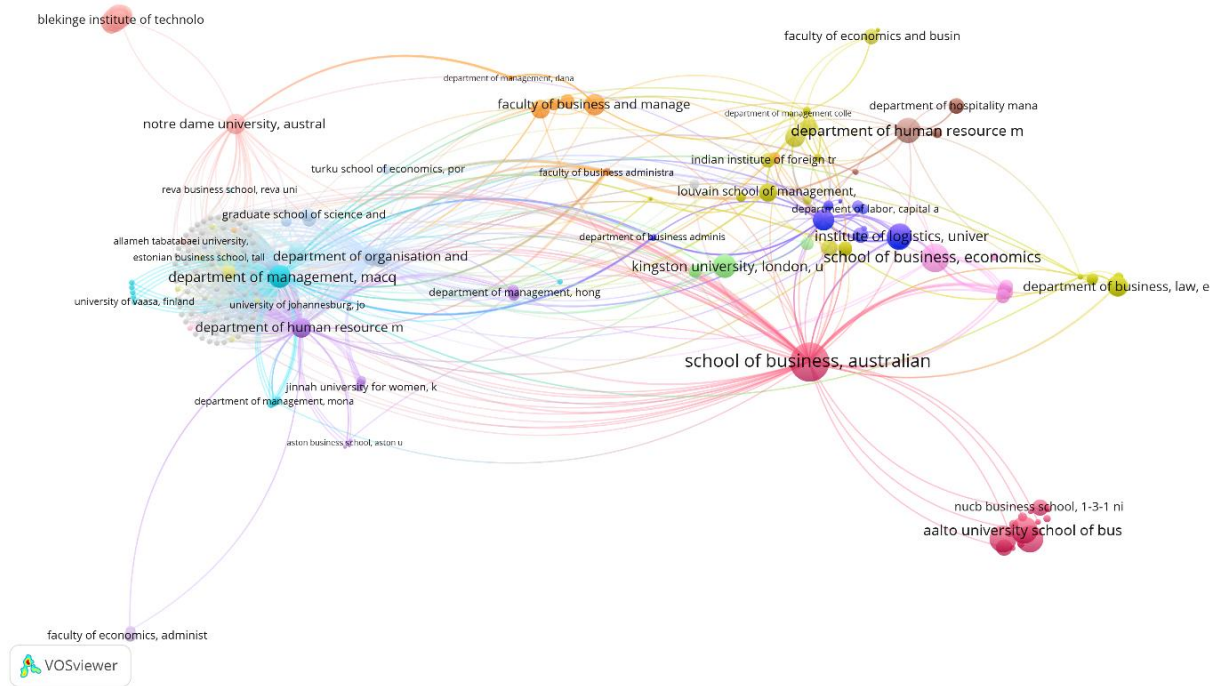 blekinge institute of technolo
faculty of economics and busin
department of management, dana
faculty of business and manage
department of hospitality mana
department of management colle
notre dame university, austral
department of human resource m
indian institute of foreign tr
turku school of economics, por
faculty of business administra
reva business school, reva uni
louvain school of management,
department of labor, capital a
graduate school of science and
department of business adminis
institute of logistics, univer
allameh tabatabaei university,
estonian business school, tall
department of organisation and
school of business, economics
kingston university, london, u
department of management, macq
department of business, law, e
department of management, hong
university of vaasa, finland
university of johannesburg, jo
department of human resource m
school of business, australian
jinnah university for women, k
department of management, mona
aston business school, aston u
nucb business school, 1-3-1 ni
aalto university school of bus
faculty of economics, administ
VOSviewer